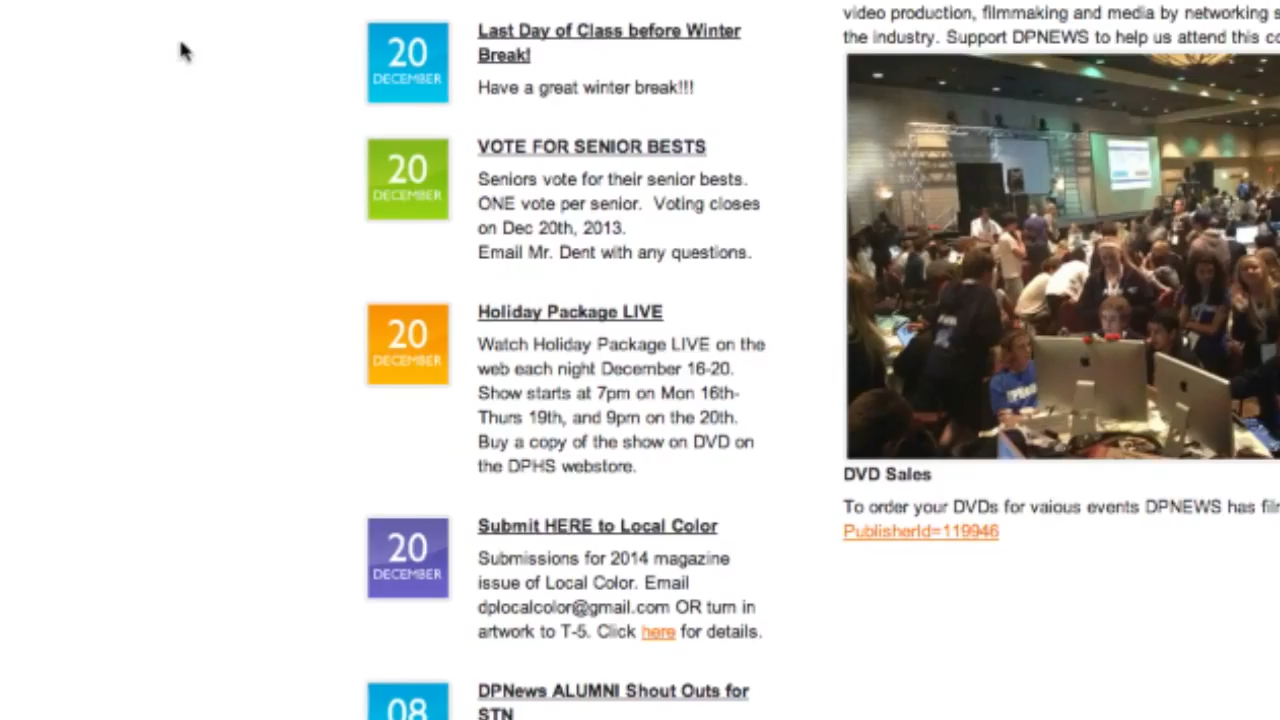 20
DECEMBER
Last Day of Class before Winter
Break!
Have a great winter break!!!
20
DECEMBER
VOTE FOR SENIOR BESTS
Seniors vote for their senior bests.
ONE vote per senior.  Voting closes
on Dec 20th, 2013.
Email Mr. Dent with any questions.
20
DECEMBER
Holiday Package LIVE
Watch Holiday Package LIVE on the
web each night December 16-20.
Show starts at 7pm on Mon 16th-
Thurs 19th, and 9pm on the 20th.
Buy a copy of the show on DVD on
the DPHS webstore.
20
DECEMBER
Submit HERE to Local Color
Submissions for 2014 magazine
issue of Local Color. Email
dplocalcolor@gmail.com OR turn in
artwork to T-5. Click here for details.
08
DPNews ALUMNI Shout Outs for
STN
video production, filmmaking and media by networking
the industry. Support DPNEWS to help us attend this
DVD Sales
To order your DVDs for vaious events DPNEWS has
PublisherId=119946